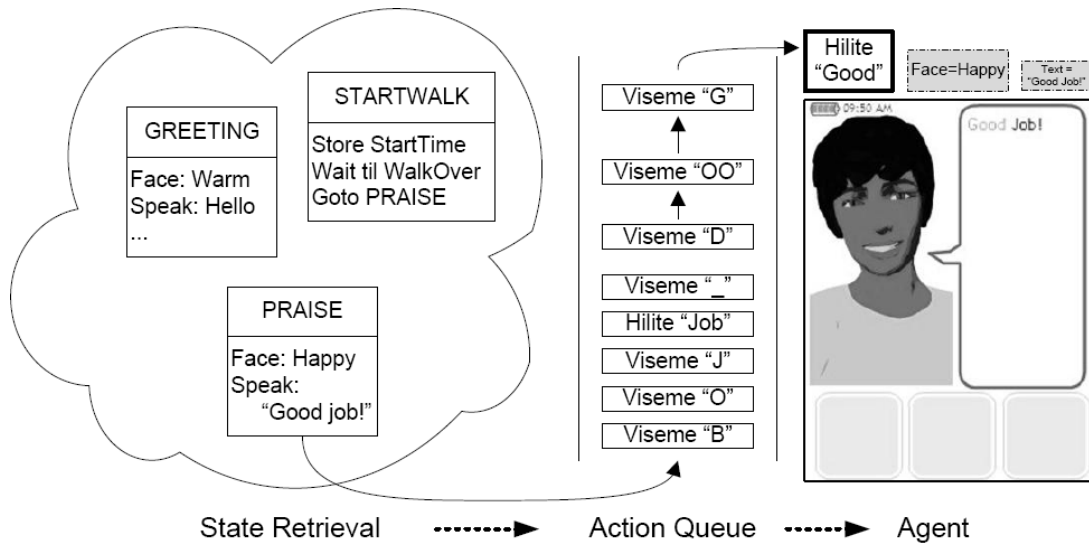 GREETING
Face: Warm
Speak: Hello
...
STARTWALK
Store StartTime
Wait til WalkOver
Goto PRAISE
PRAISE
Face: Happy
Speak:
“Good job!”
Viseme “G”
Viseme “OO”
Viseme “D”
Viseme “_”
Hilite “Job”
Viseme “J”
Viseme “O”
Viseme “B”
Hilite
“Good”
Face=Happy
Text =
“Good Job!”
09:50 AM
Good Job!
State Retrieval
Action Queue
Agent